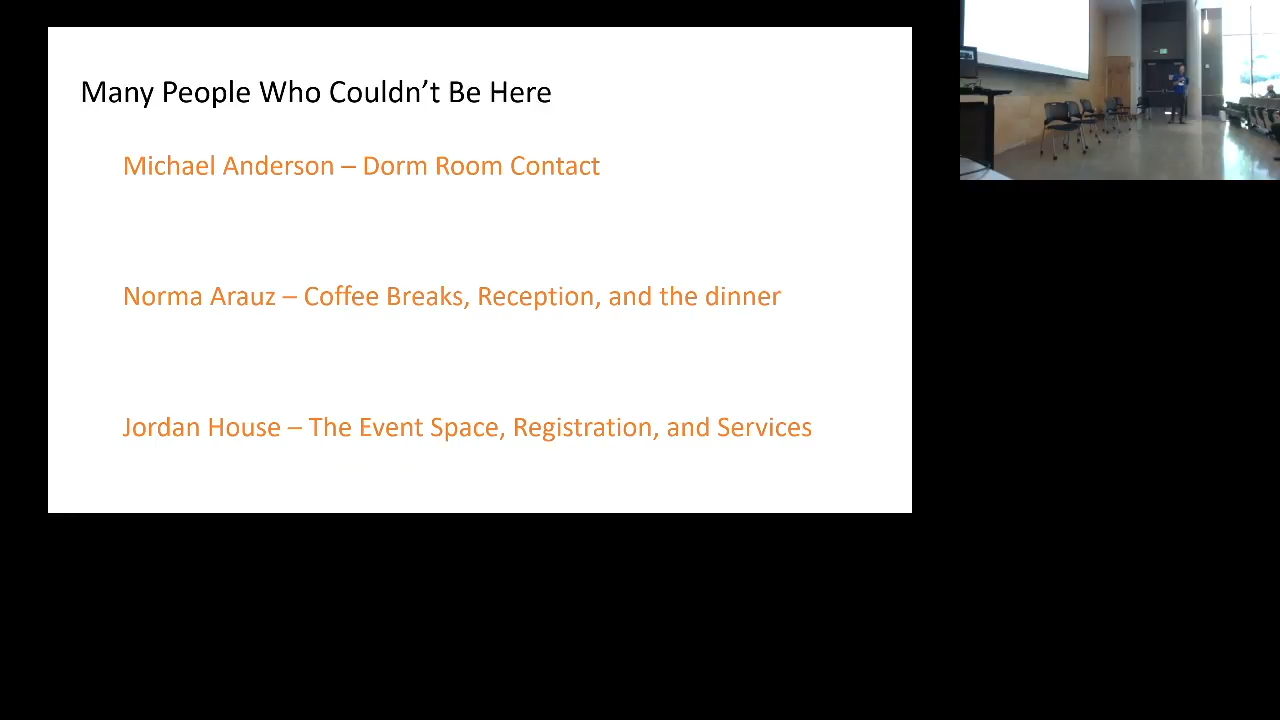 Many People Who Couldn’t Be Here
Michael Anderson – Dorm Room Contact
Norma Arauz – Coffee Breaks, Reception, and the dinner
Jordan House – The Event Space, Registration, and Services